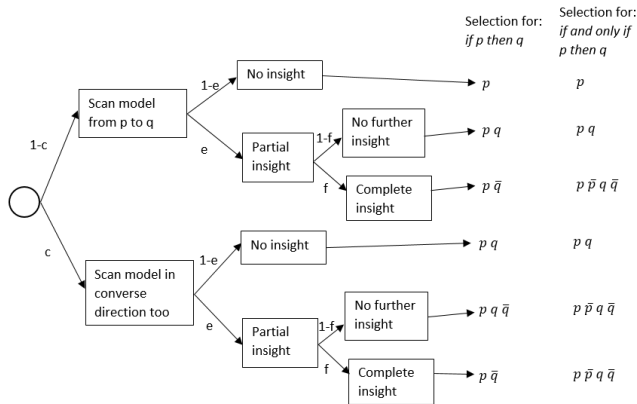 Selection for:
if p then q
Selection for:
if and only if
p then q
1-c
c
Scan model
from p to q
1-e
e
No insight
p
p
Partial
insight
1-f
f
No further
insight
p q
p q
Complete
insight
p q̄
p p̄ q q̄
Scan model in
converse
direction too
1-e
e
No insight
p q
p q
Partial
insight
1-f
f
No further
insight
p q q̄
p p̄ q q̄
Complete
insight
p q̄
p p̄ q q̄